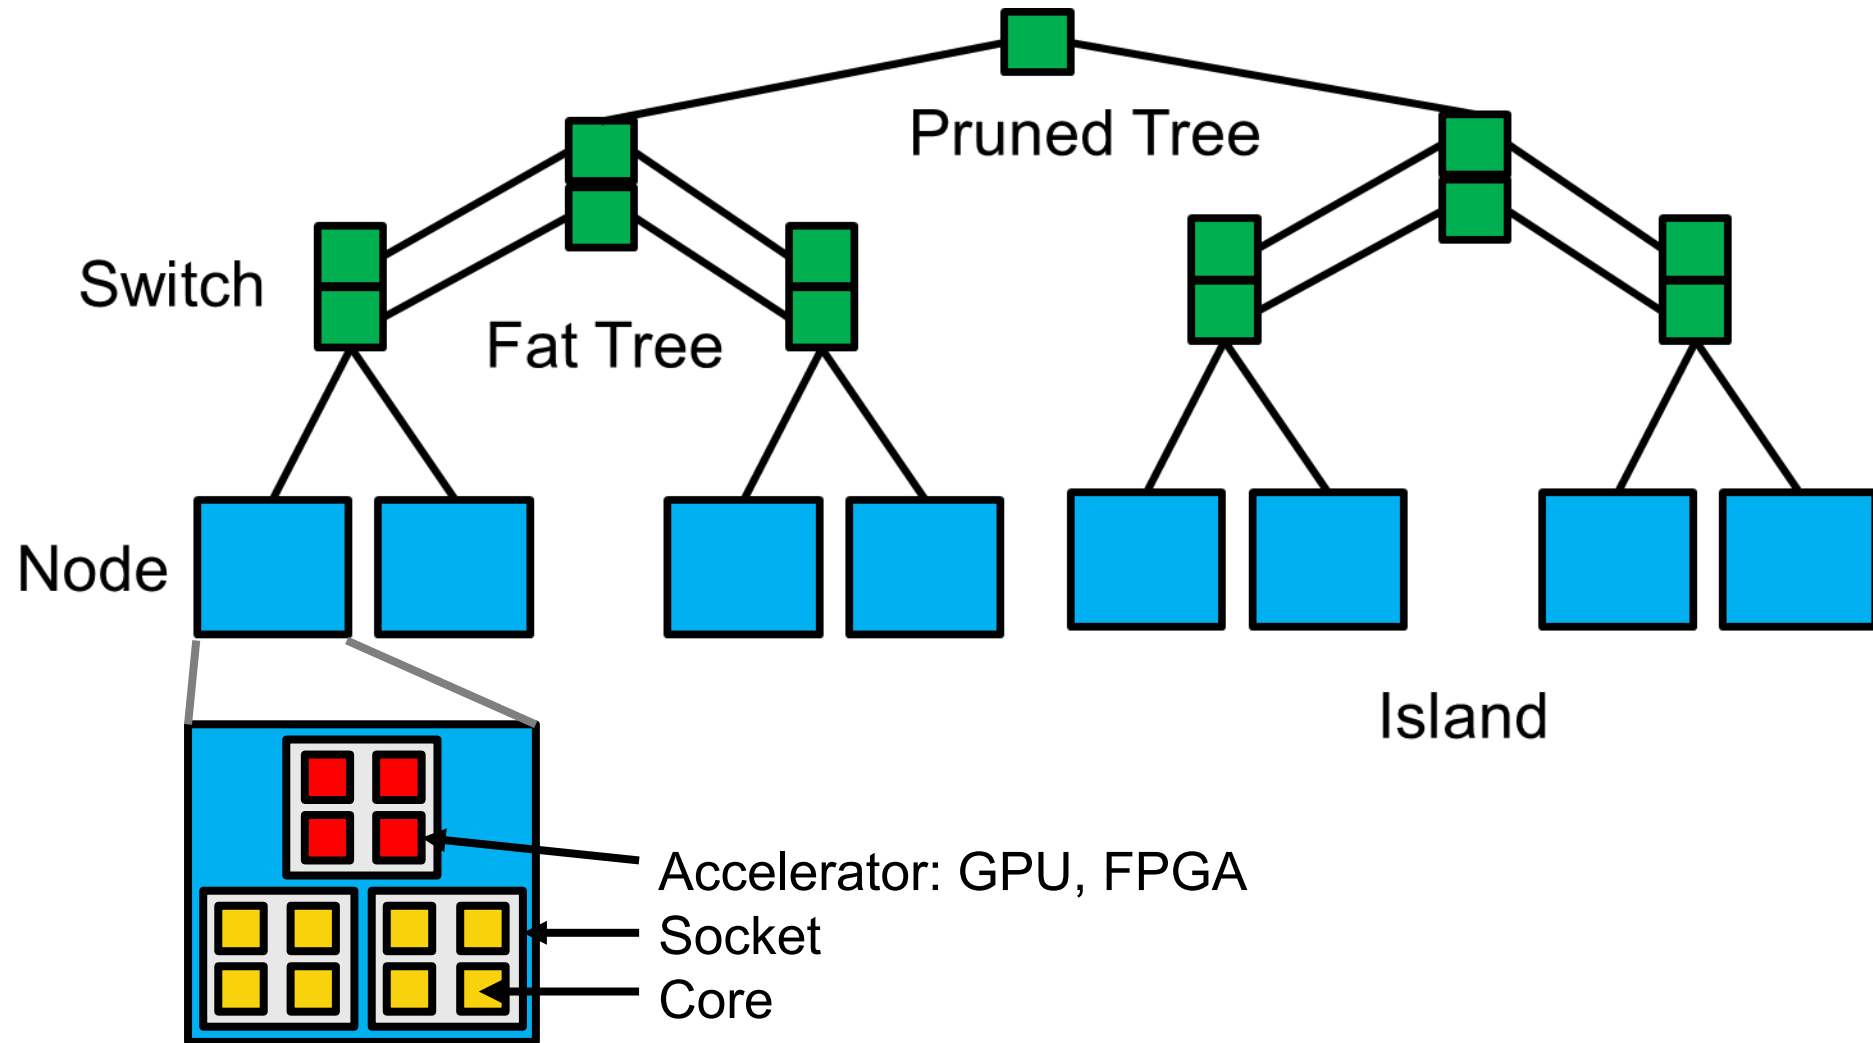 Pruned Tree
Switch
Fat Tree
Node
Island
Accelerator: GPU, FPGA
Socket
Core